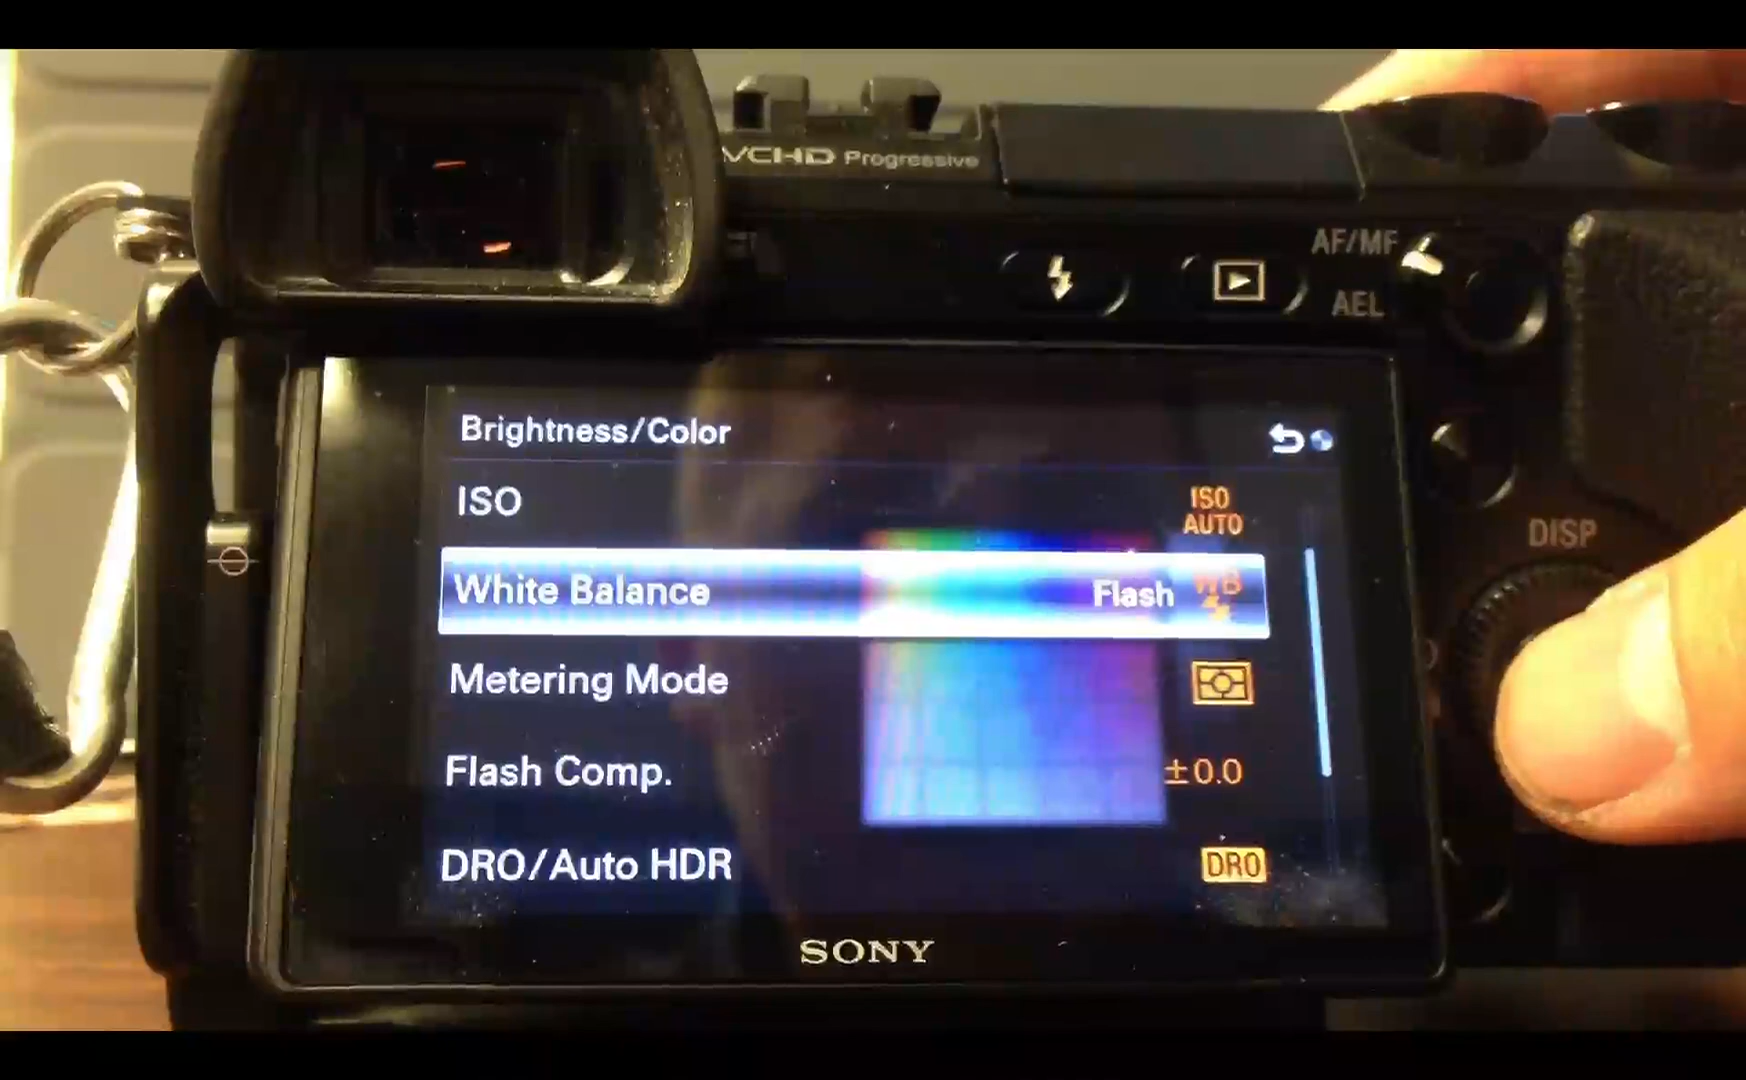 VCHD Progressive
AF/MF
AEL
DISP
Brightness/Color
ISO
ISO
AUTO
White Balance
Flash
WB
Metering Mode
Flash Comp.
±0.0
DRO/Auto HDR
DRO
SONY